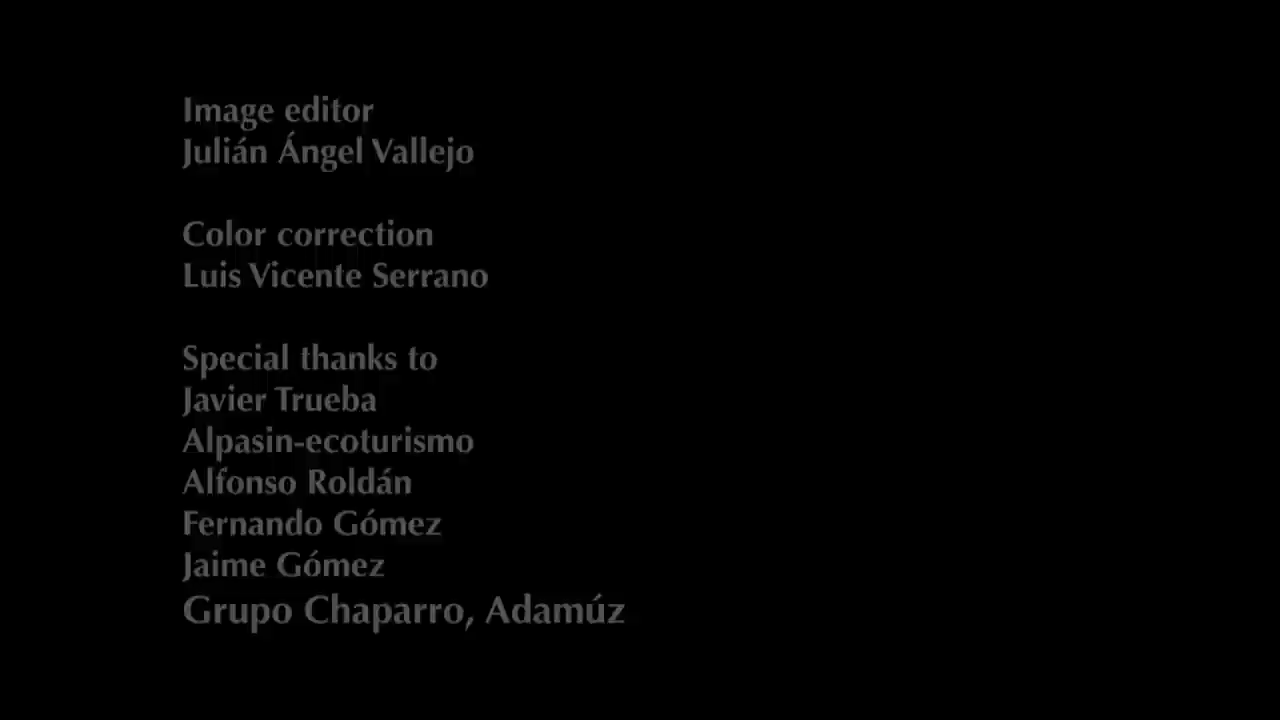 Image editor
Julián Ángel Vallejo
Color correction
Luis Vicente Serrano
Special thanks to
Javier Trueba
Alpasin-ecoturismo
Alfonso Roldán
Fernando Gómez
Jaime Gómez
Grupo Chaparro, Adamúz